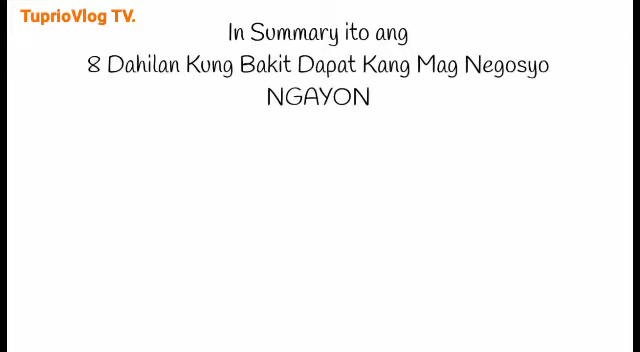 TuprioVlog TV.
In Summary ito ang
8 Dahilan Kung Bakit Dapat Kang Mag Negosyo
NGAYON